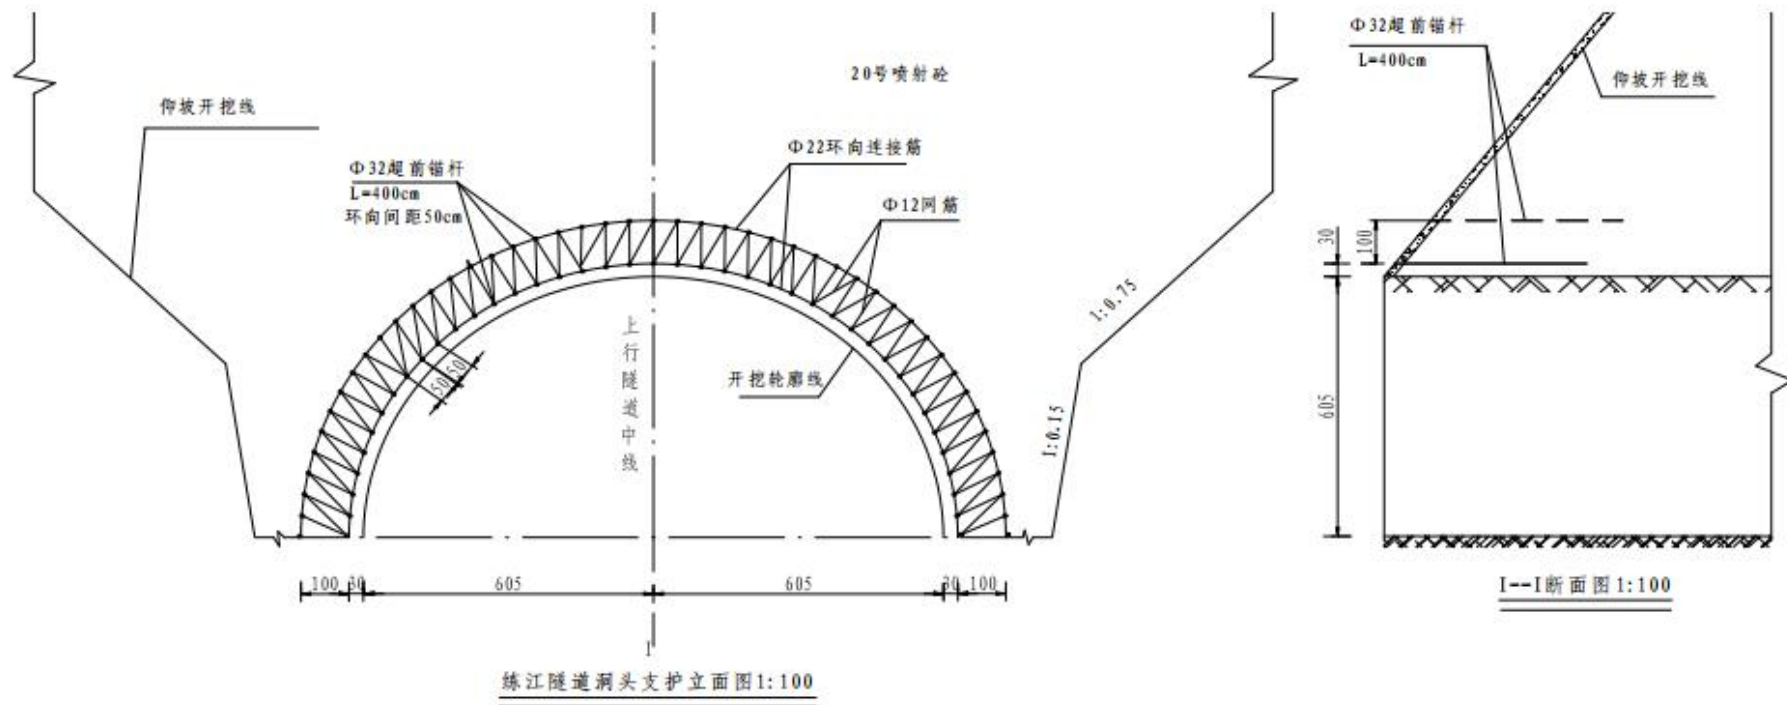 20号喷射砼
仰坡开挖线
Φ22环向连接筋
Φ32超前锚杆
L=400cm
环向间距50cm
Φ12网筋
上行隧道中线
50
50
开挖轮廓线
1:0.75
1:0.15
100
30
605
605
30
100
I
练江隧道洞头支护立面图1:100
Φ32超前锚杆
L=400cm
仰坡开挖线
30
100
605
I--I断面图1:100